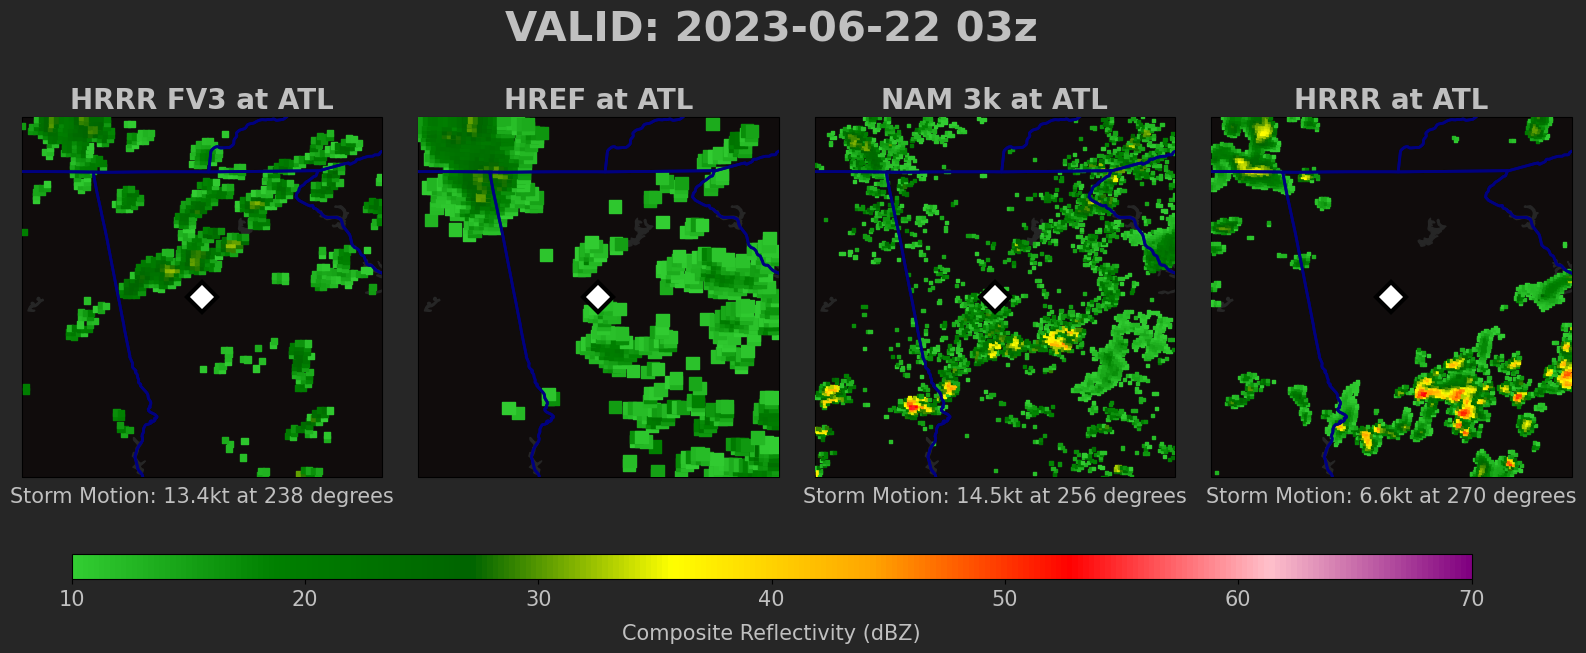 VALID: 2023-06-22 03z
HRRR FV3 at ATL
HREF at ATL
NAM 3k at ATL
HRRR at ATL
Storm Motion: 13.4kt at 238 degrees
Storm Motion: 14.5kt at 256 degrees
Storm Motion: 6.6kt at 270 degrees
10 20 30 40 50 60 70
Composite Reflectivity (dBZ)